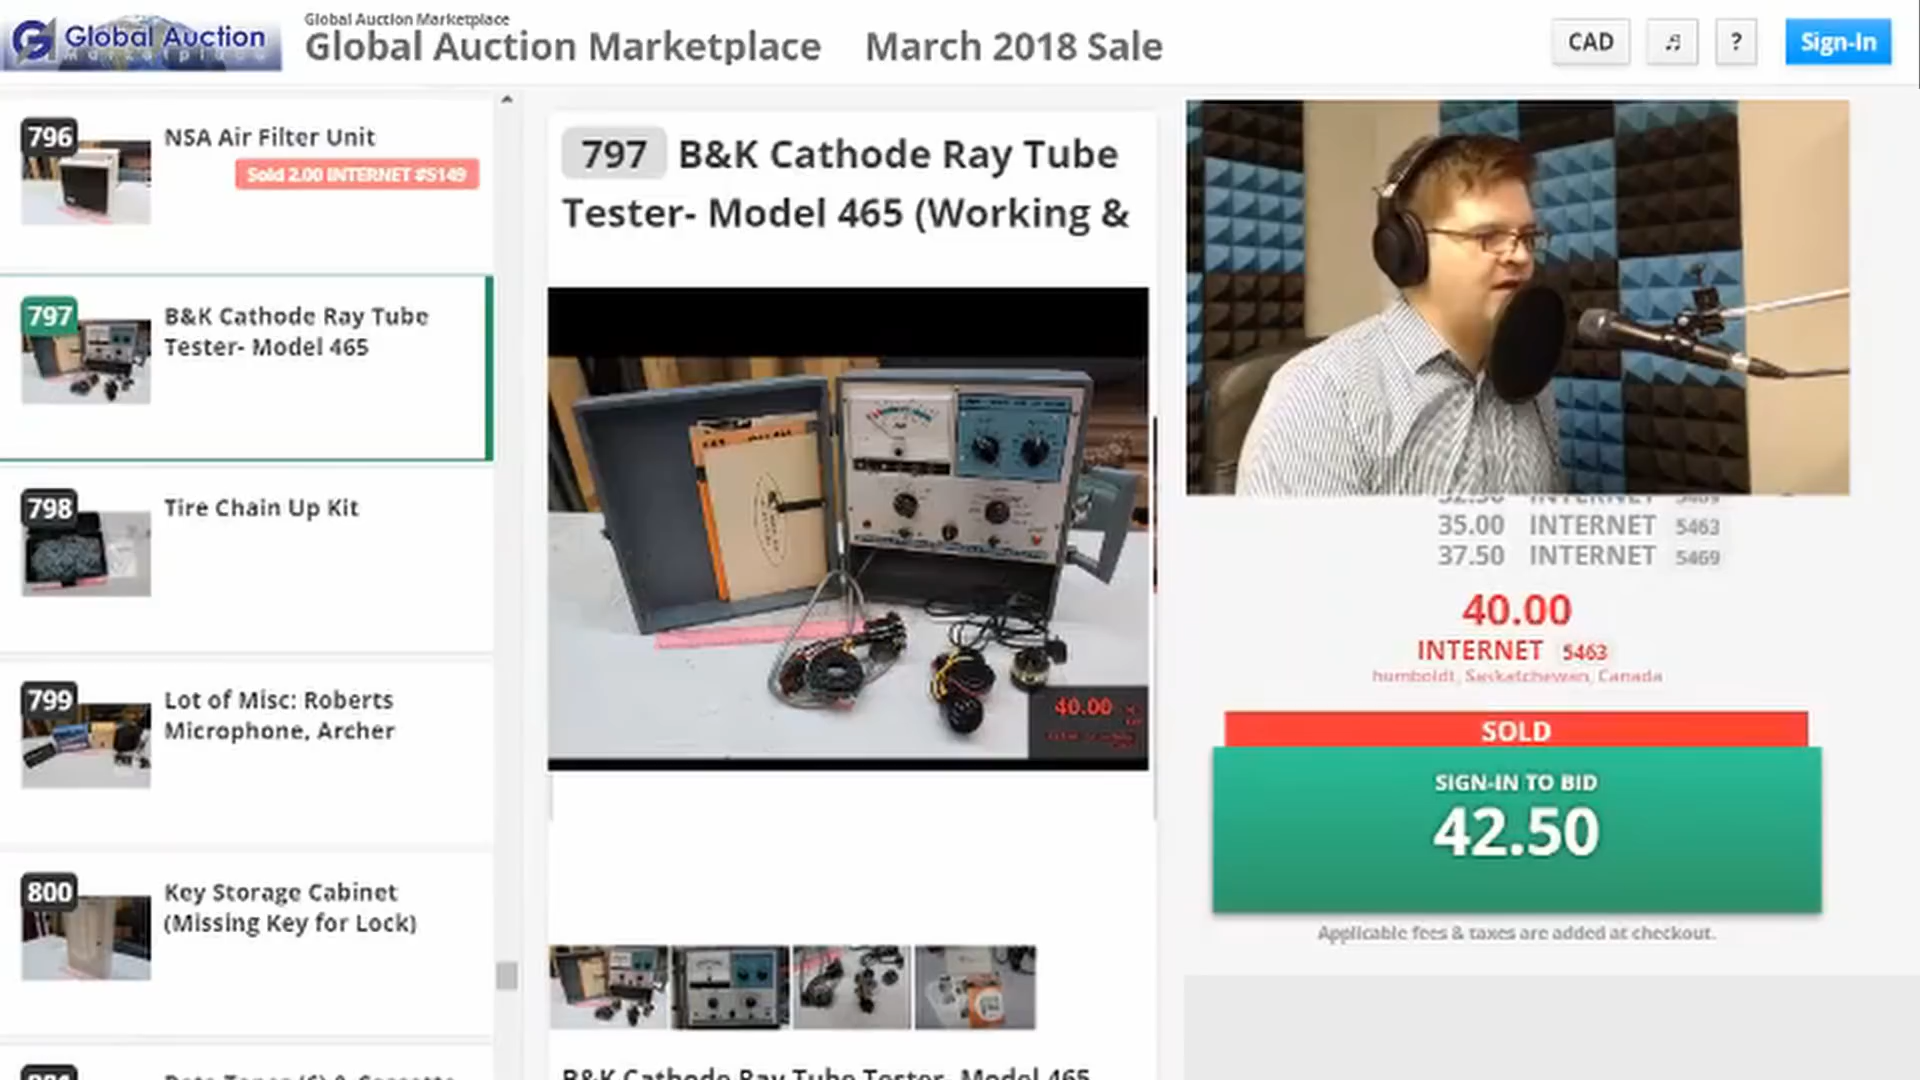 Global Auction
marketplace
Global Auction Marketplace
Global Auction Marketplace March 2018 Sale
CAD
?
Sign-In
796
NSA Air Filter Unit
Sold 2.00 INTERNET #5149
797
B&K Cathode Ray Tube
Tester- Model 465
798
Tire Chain Up Kit
799
Lot of Misc: Roberts
Microphone, Archer
800
Key Storage Cabinet
(Missing Key for Lock)
797 B&K Cathode Ray Tube
Tester- Model 465 (Working &
40.00
B&K Cathode Ray Tube Tester- Model 465
32.50 INTERNET 5469
35.00 INTERNET 5463
37.50 INTERNET 5469
40.00
INTERNET 5463
humboldt, Saskatchewan, Canada
SOLD
SIGN-IN TO BID
42.50
Applicable fees & taxes are added at checkout.